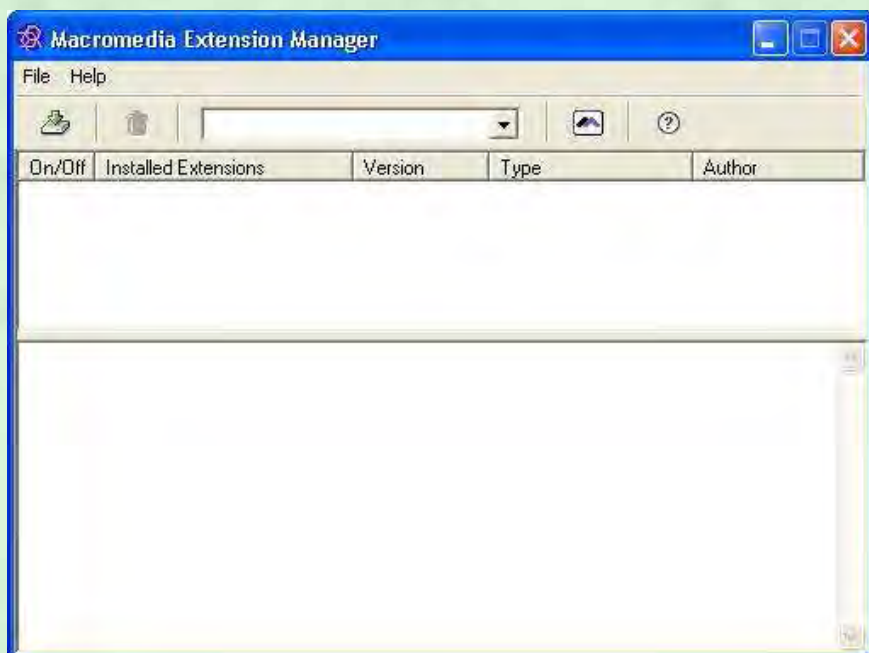 Macromedia Extension Manager
File Help
On/Off Installed Extensions Version Type Author